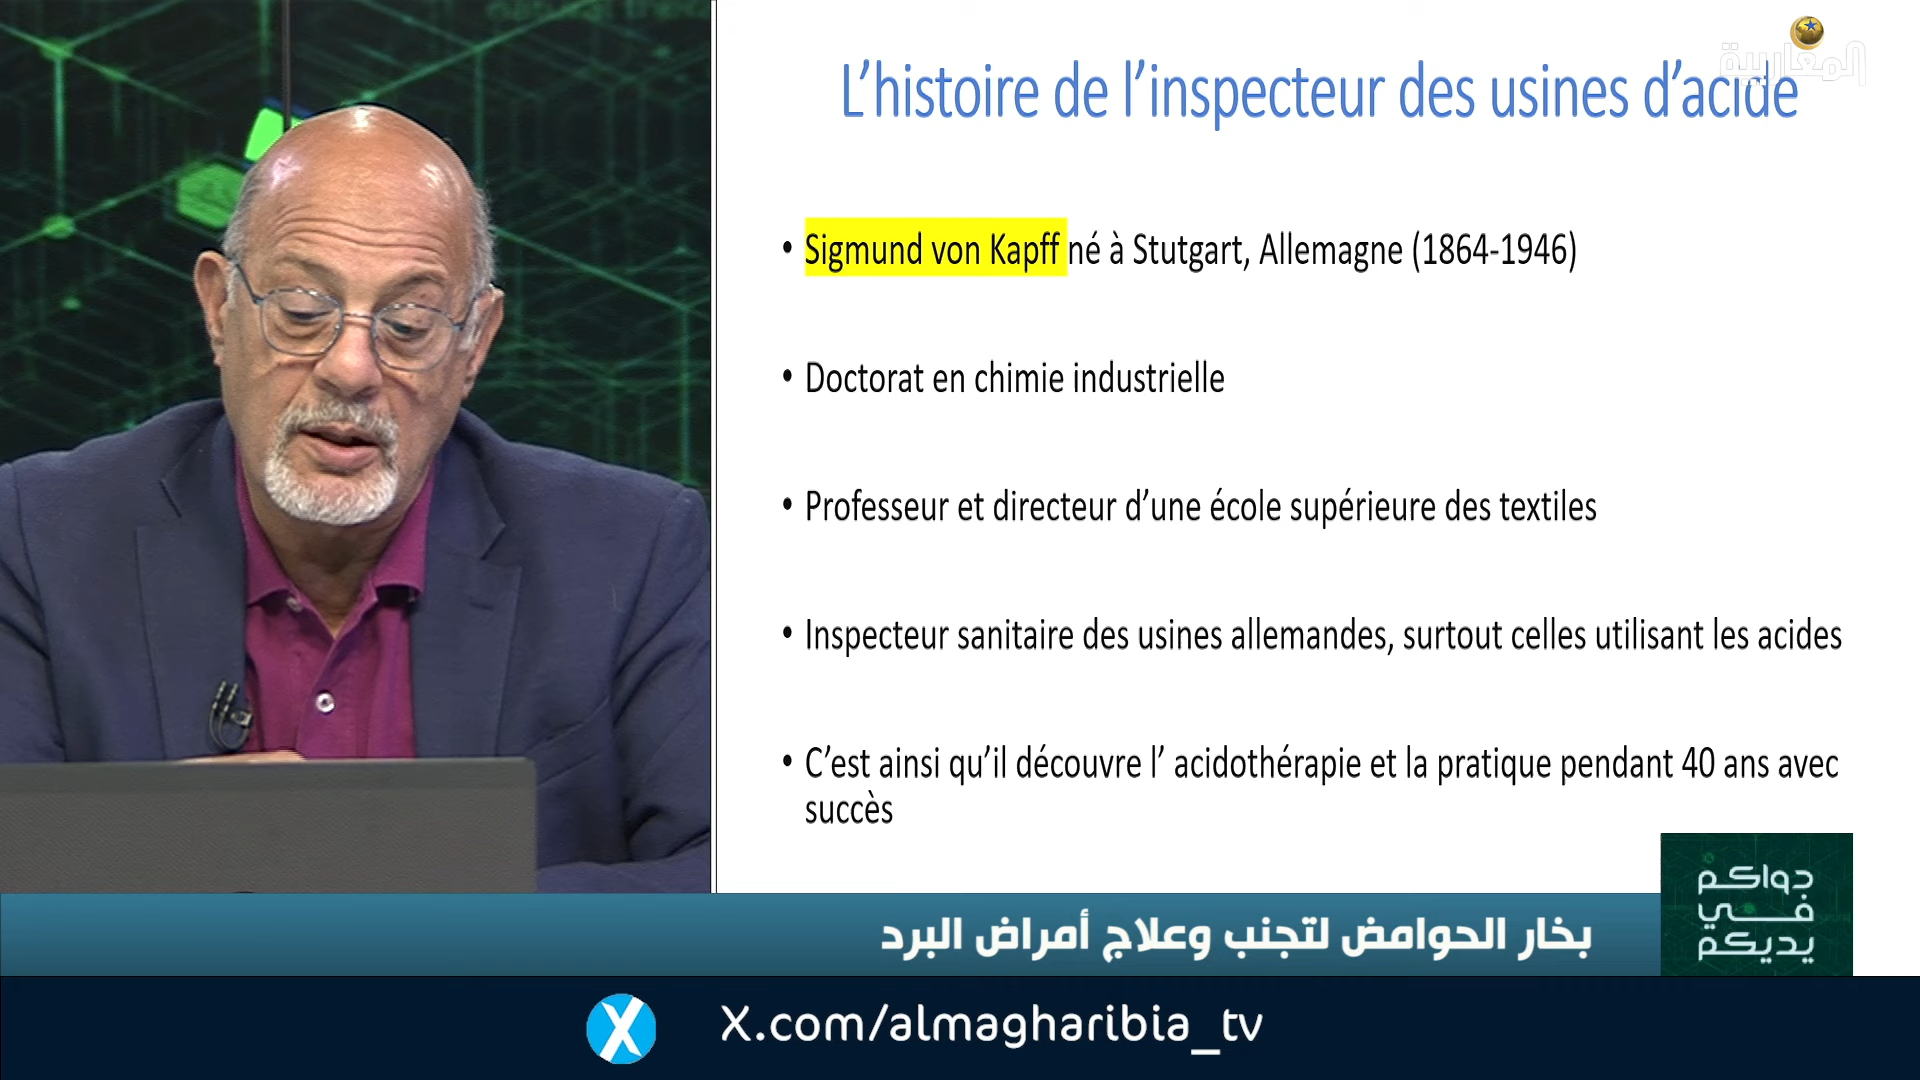 المغاربية
L’histoire de l’inspecteur des usines d’acide
• Sigmund von Kapff né à Stutgart, Allemagne (1864-1946)
• Doctorat en chimie industrielle
• Professeur et directeur d’une école supérieure des textiles
• Inspecteur sanitaire des usines allemandes, surtout celles utilisant les acides
• C’est ainsi qu’il découvre l’ acidothérapie et la pratique pendant 40 ans avec
succès
دواكم
في
يديكم
بخار الحوامض لتجنب وعلاج أمراض البرد
X X.com/almagharibia_tv